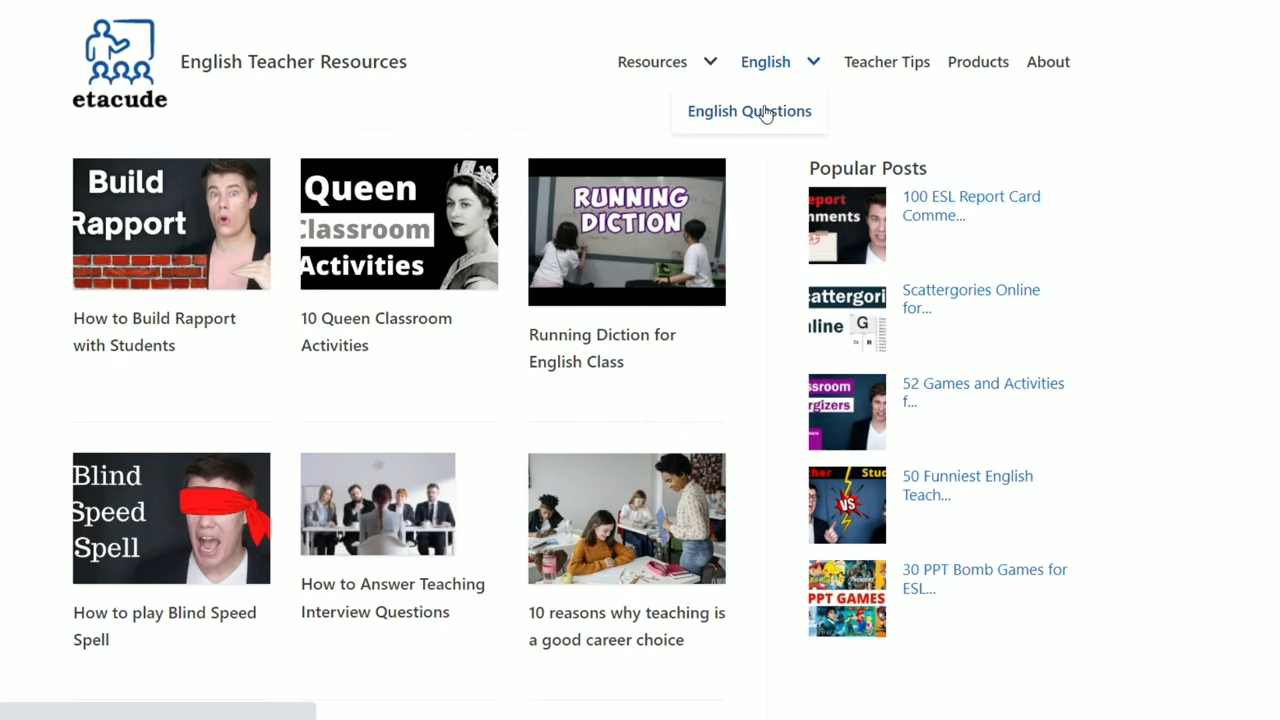 etacude
English Teacher Resources
Resources
English
Teacher Tips
Products
About
English Questions
Build
Rapport
How to Build Rapport
with Students
Queen
Classroom
Activities
10 Queen Classroom
Activities
RUNNING
DICTION
Running Diction for
English Class
Blind
Speed
Spell
How to play Blind Speed
Spell
How to Answer Teaching
Interview Questions
10 reasons why teaching is
a good career choice
Popular Posts
100 ESL Report Card
Comme...
Scattergories Online
for...
G
52 Games and Activities
f...
50 Funniest English
Teach...
VS
30 PPT Bomb Games for
ESL...
PPT GAMES